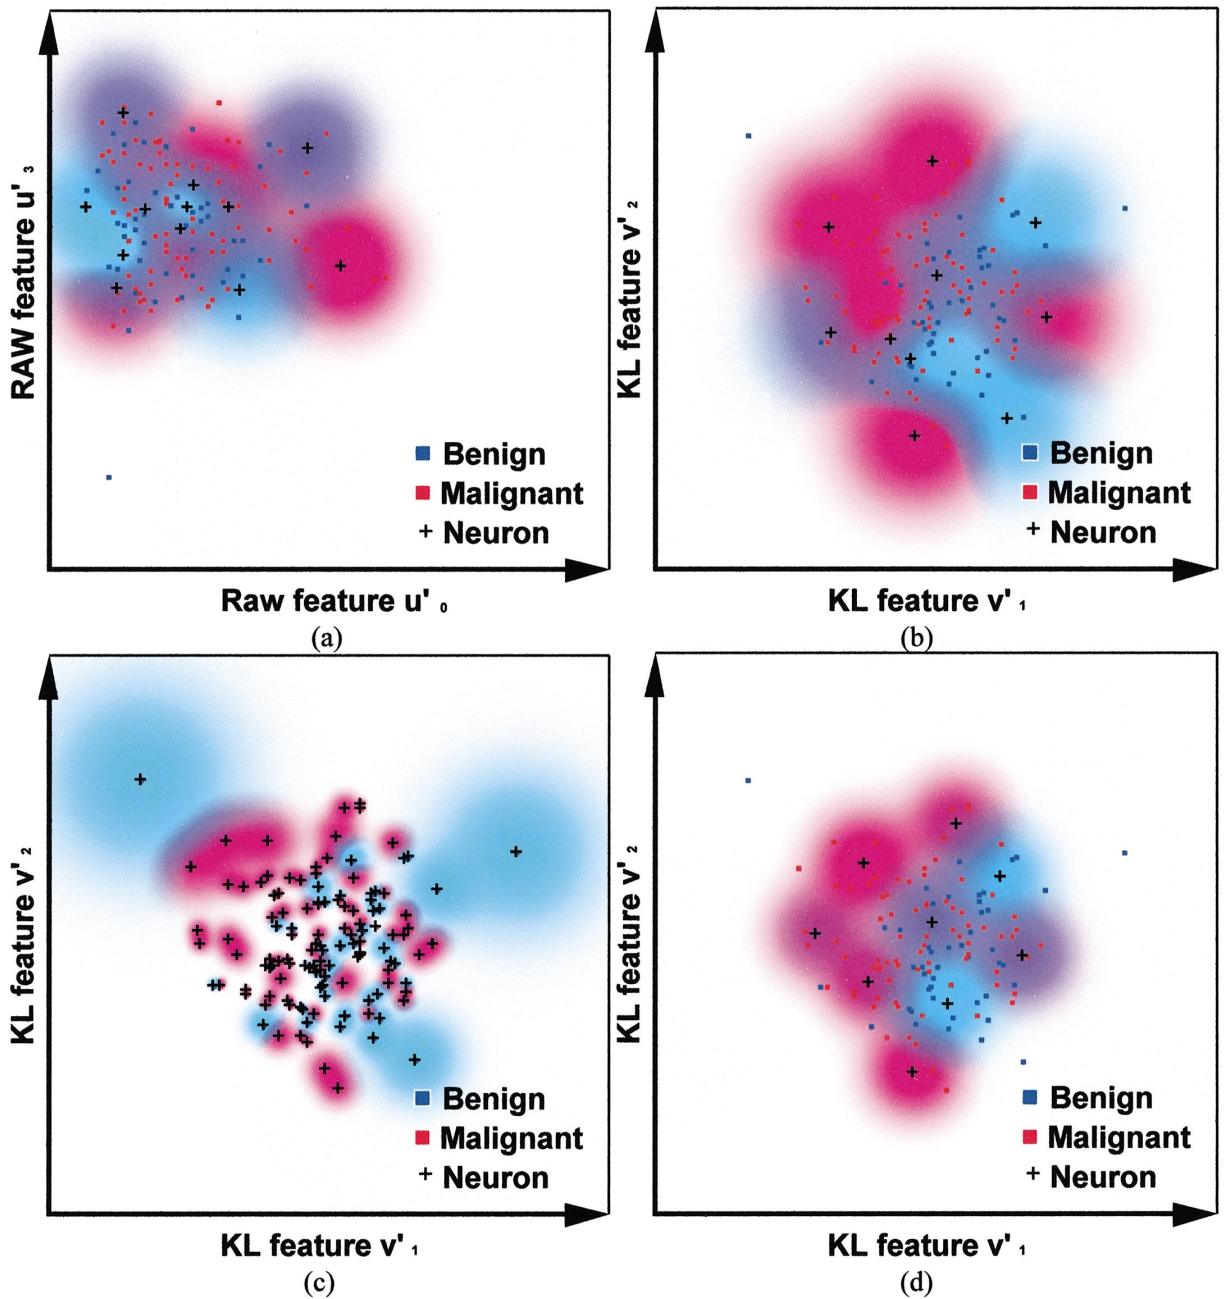 RAW feature u' 3
Benign
Malignant
+ Neuron
Raw feature u' 0
(a)
KL feature v' 2
Benign
Malignant
+ Neuron
KL feature v' 1
(b)
KL feature v' 2
Benign
Malignant
+ Neuron
KL feature v' 1
(c)
KL feature v' 2
Benign
Malignant
+ Neuron
KL feature v' 1
(d)